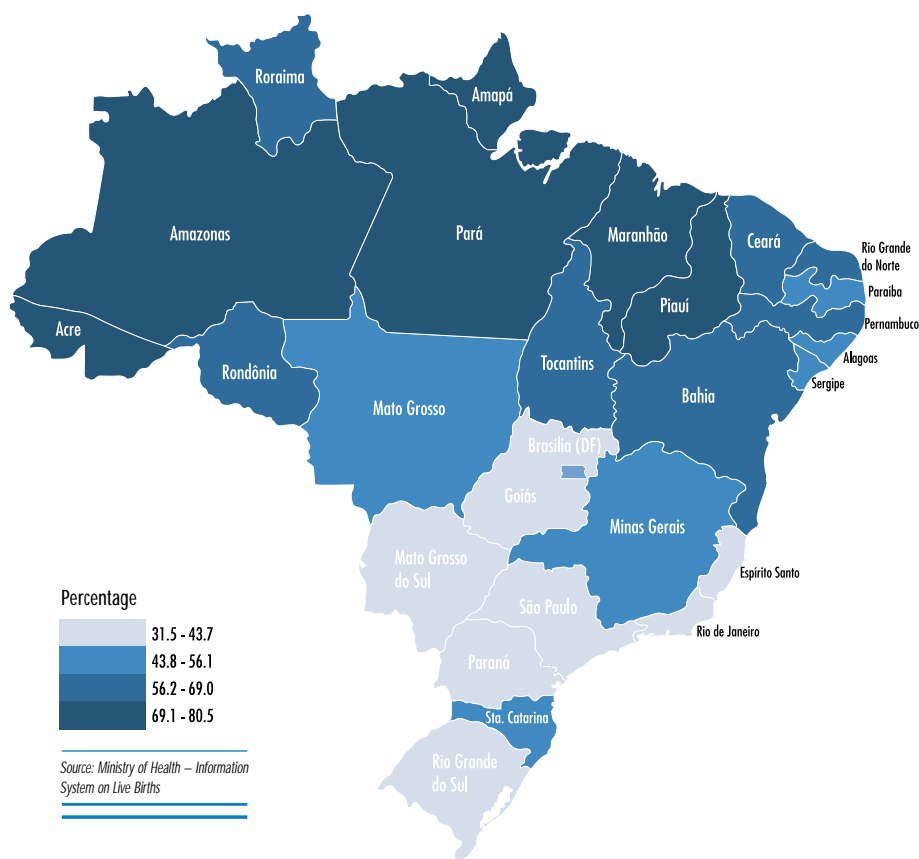 Roraima
Amapá
Amazonas
Pará
Maranhão
Ceará
Rio Grande
do Norte
Paraíba
Piauí
Pernambuco
Acre
Rondônia
Tocantins
Alagoas
Sergipe
Bahia
Mato Grosso
Brasília (DF)
Goiás
Minas Gerais
Mato Grosso
do Sul
Espírito Santo
São Paulo
Rio de Janeiro
Paraná
Sta. Catarina
Rio Grande
do Sul
Percentage
31.5 - 43.7
43.8 - 56.1
56.2 - 69.0
69.1 - 80.5
Source: Ministry of Health – Information
System on Live Births